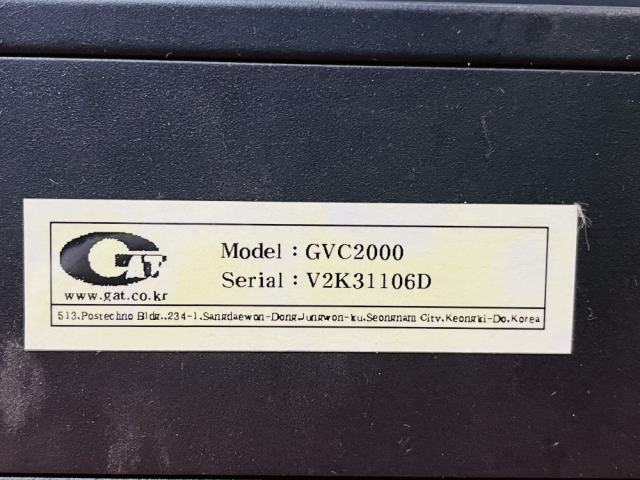 GAT
Model : GVC2000
www.gat.co.kr
Serial : V2K31106D
513.Postechno Bldg..234-1.Sangdaewon-Dong.Jungwon-ku.Seongnam City.Keongki-Do.Korea